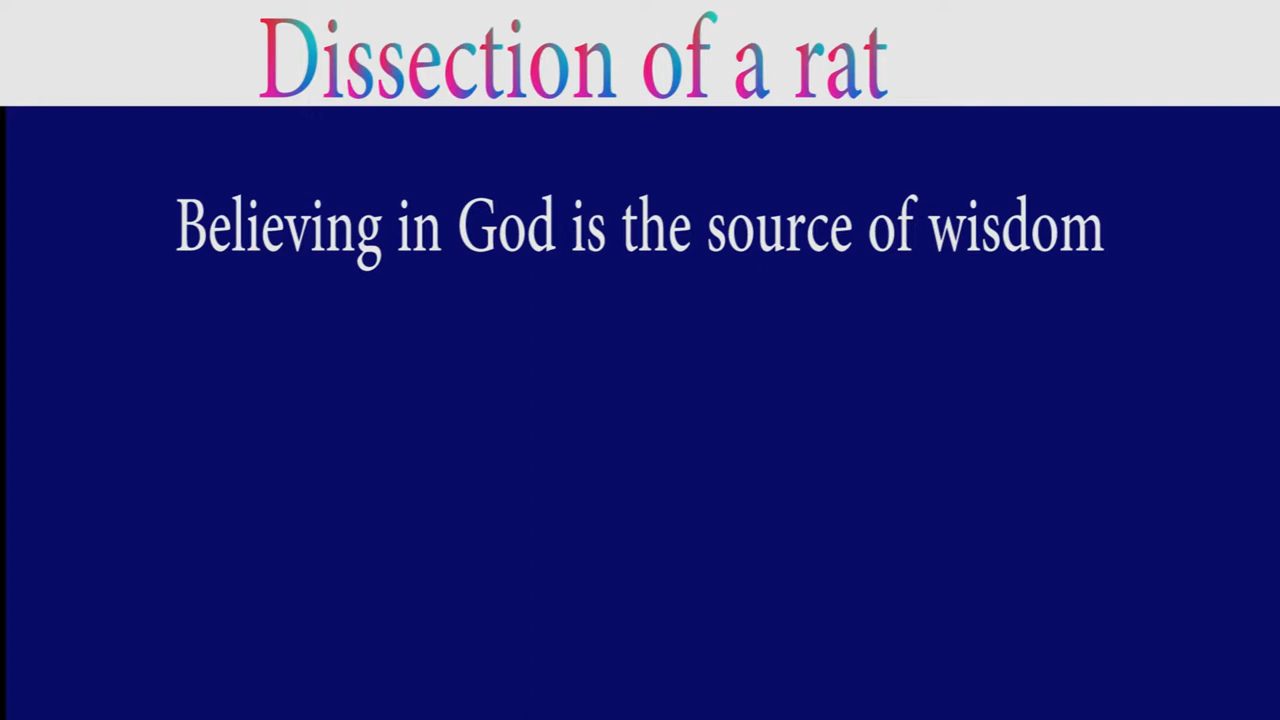 Dissection of a rat
Believing in God is the source of wisdom